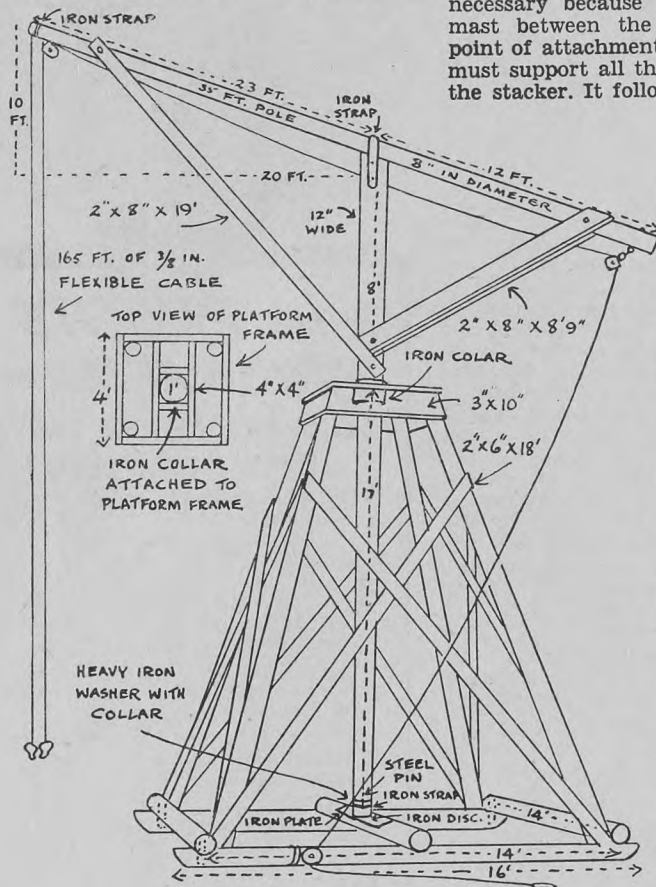 necessary because
mast between the
point of attachment
must support all th
the stacker. It follo
IRON STRAP
10
FT.
23 FT.
35 FT. POLE
IRON
STRAP
12 FT.
8" IN DIAMETER
20 FT.
2" x 8" x 19'
12"
WIDE
165 FT. OF 3/8 IN.
FLEXIBLE CABLE
8'
2" x 8" x 8'9"
TOP VIEW OF PLATFORM
FRAME
4'
1'
4" x 4"
IRON COLLAR
ATTACHED TO
PLATFORM FRAME
IRON COLAR
3" x 10"
2" x 6" x 18'
17'
HEAVY IRON
WASHER WITH
COLLAR
STEEL
PIN
IRON STRAP
IRON PLATE
IRON DISC.
14'
14'
16'